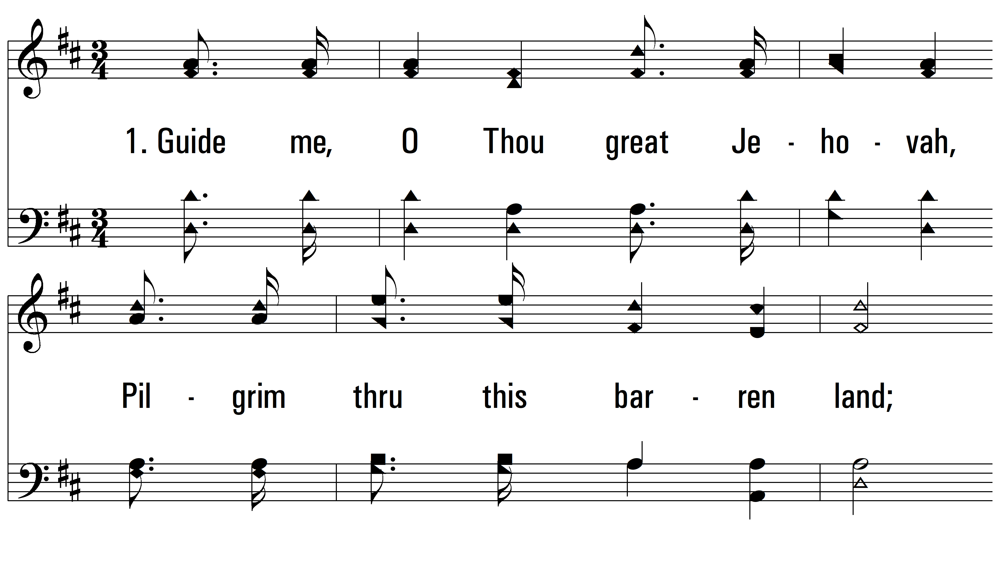 1. Guide me, O Thou great Je - ho - vah,
Pil - grim thru this bar - ren land;